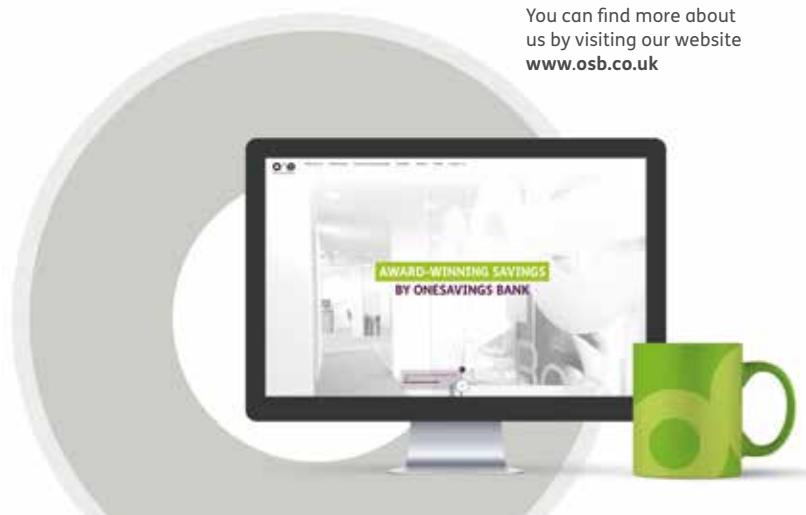 You can find more about
us by visiting our website
www.osb.co.uk
AWARD-WINNING SAVINGS
BY ONESAVINGS BANK